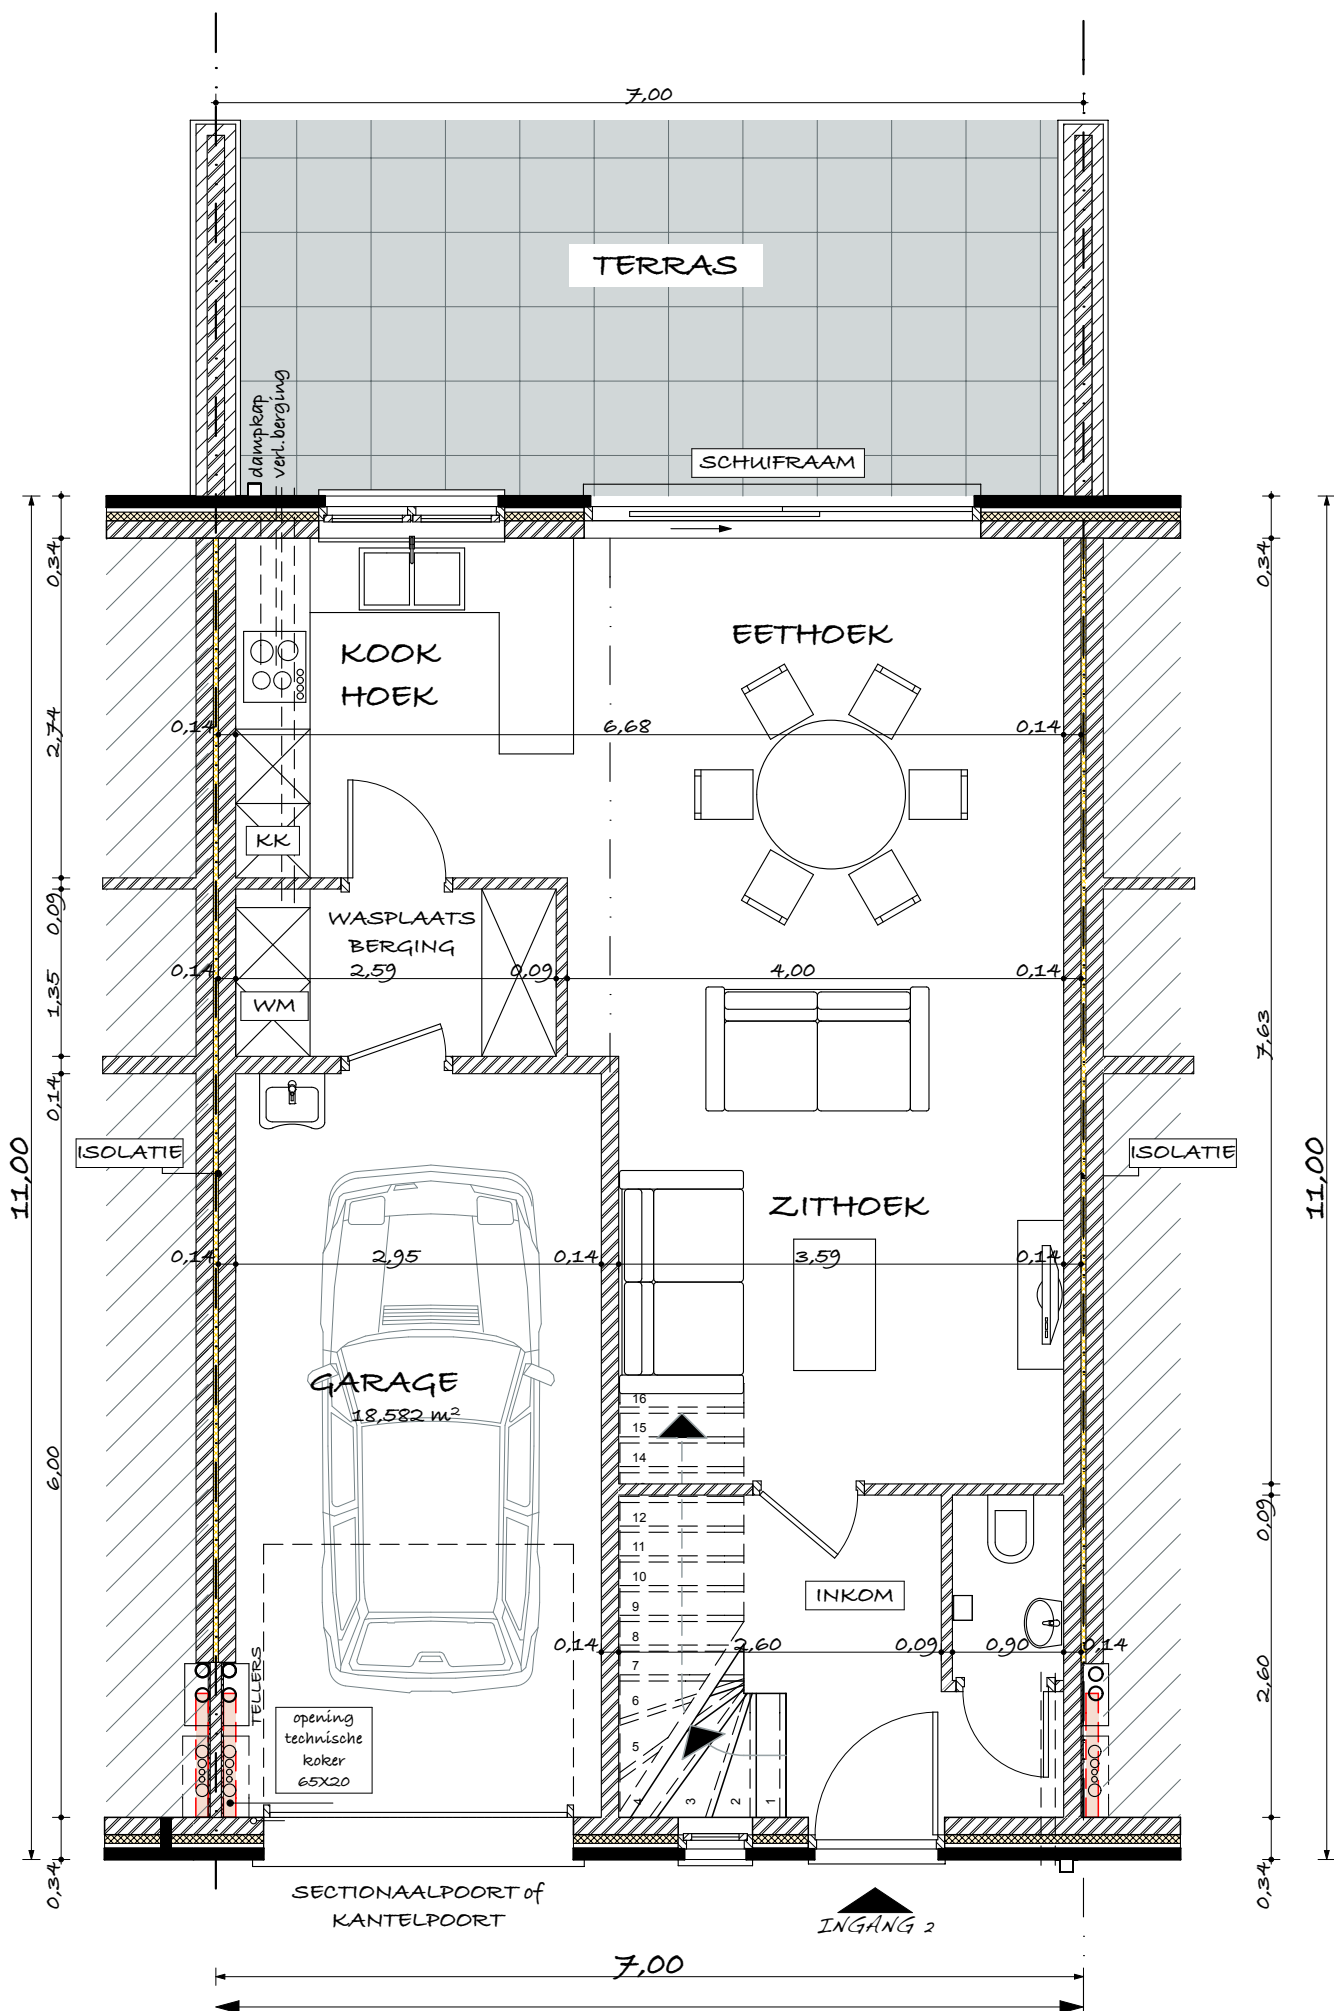 7,00
TERRAS
dampkap
verl.berging
SCHUIFRAAM
0,34
0,34
KOOK
HOEK
EETHOEK
2,74
0,14
6,68
0,14
KK
0,09
WASPLAATS
BERGING
0,14
2,59
0,09
4,00
0,14
1,35
WM
7,63
0,14
11,00
11,00
ISOLATIE
ISOLATIE
ZITHOEK
0,14
2,95
0,14
3,59
0,14
GARAGE
18,582 m²
6,00
16
15
14
12
11
10
9
8
7
6
5
4
3
2
1
0,09
INKOM
0,14
2,60
0,09
0,90
0,14
2,60
TELLERS
opening
technische
koker
65X20
0,34
0,34
SECTIONAALPOORT of
KANTELPOORT
INGANG 2
7,00